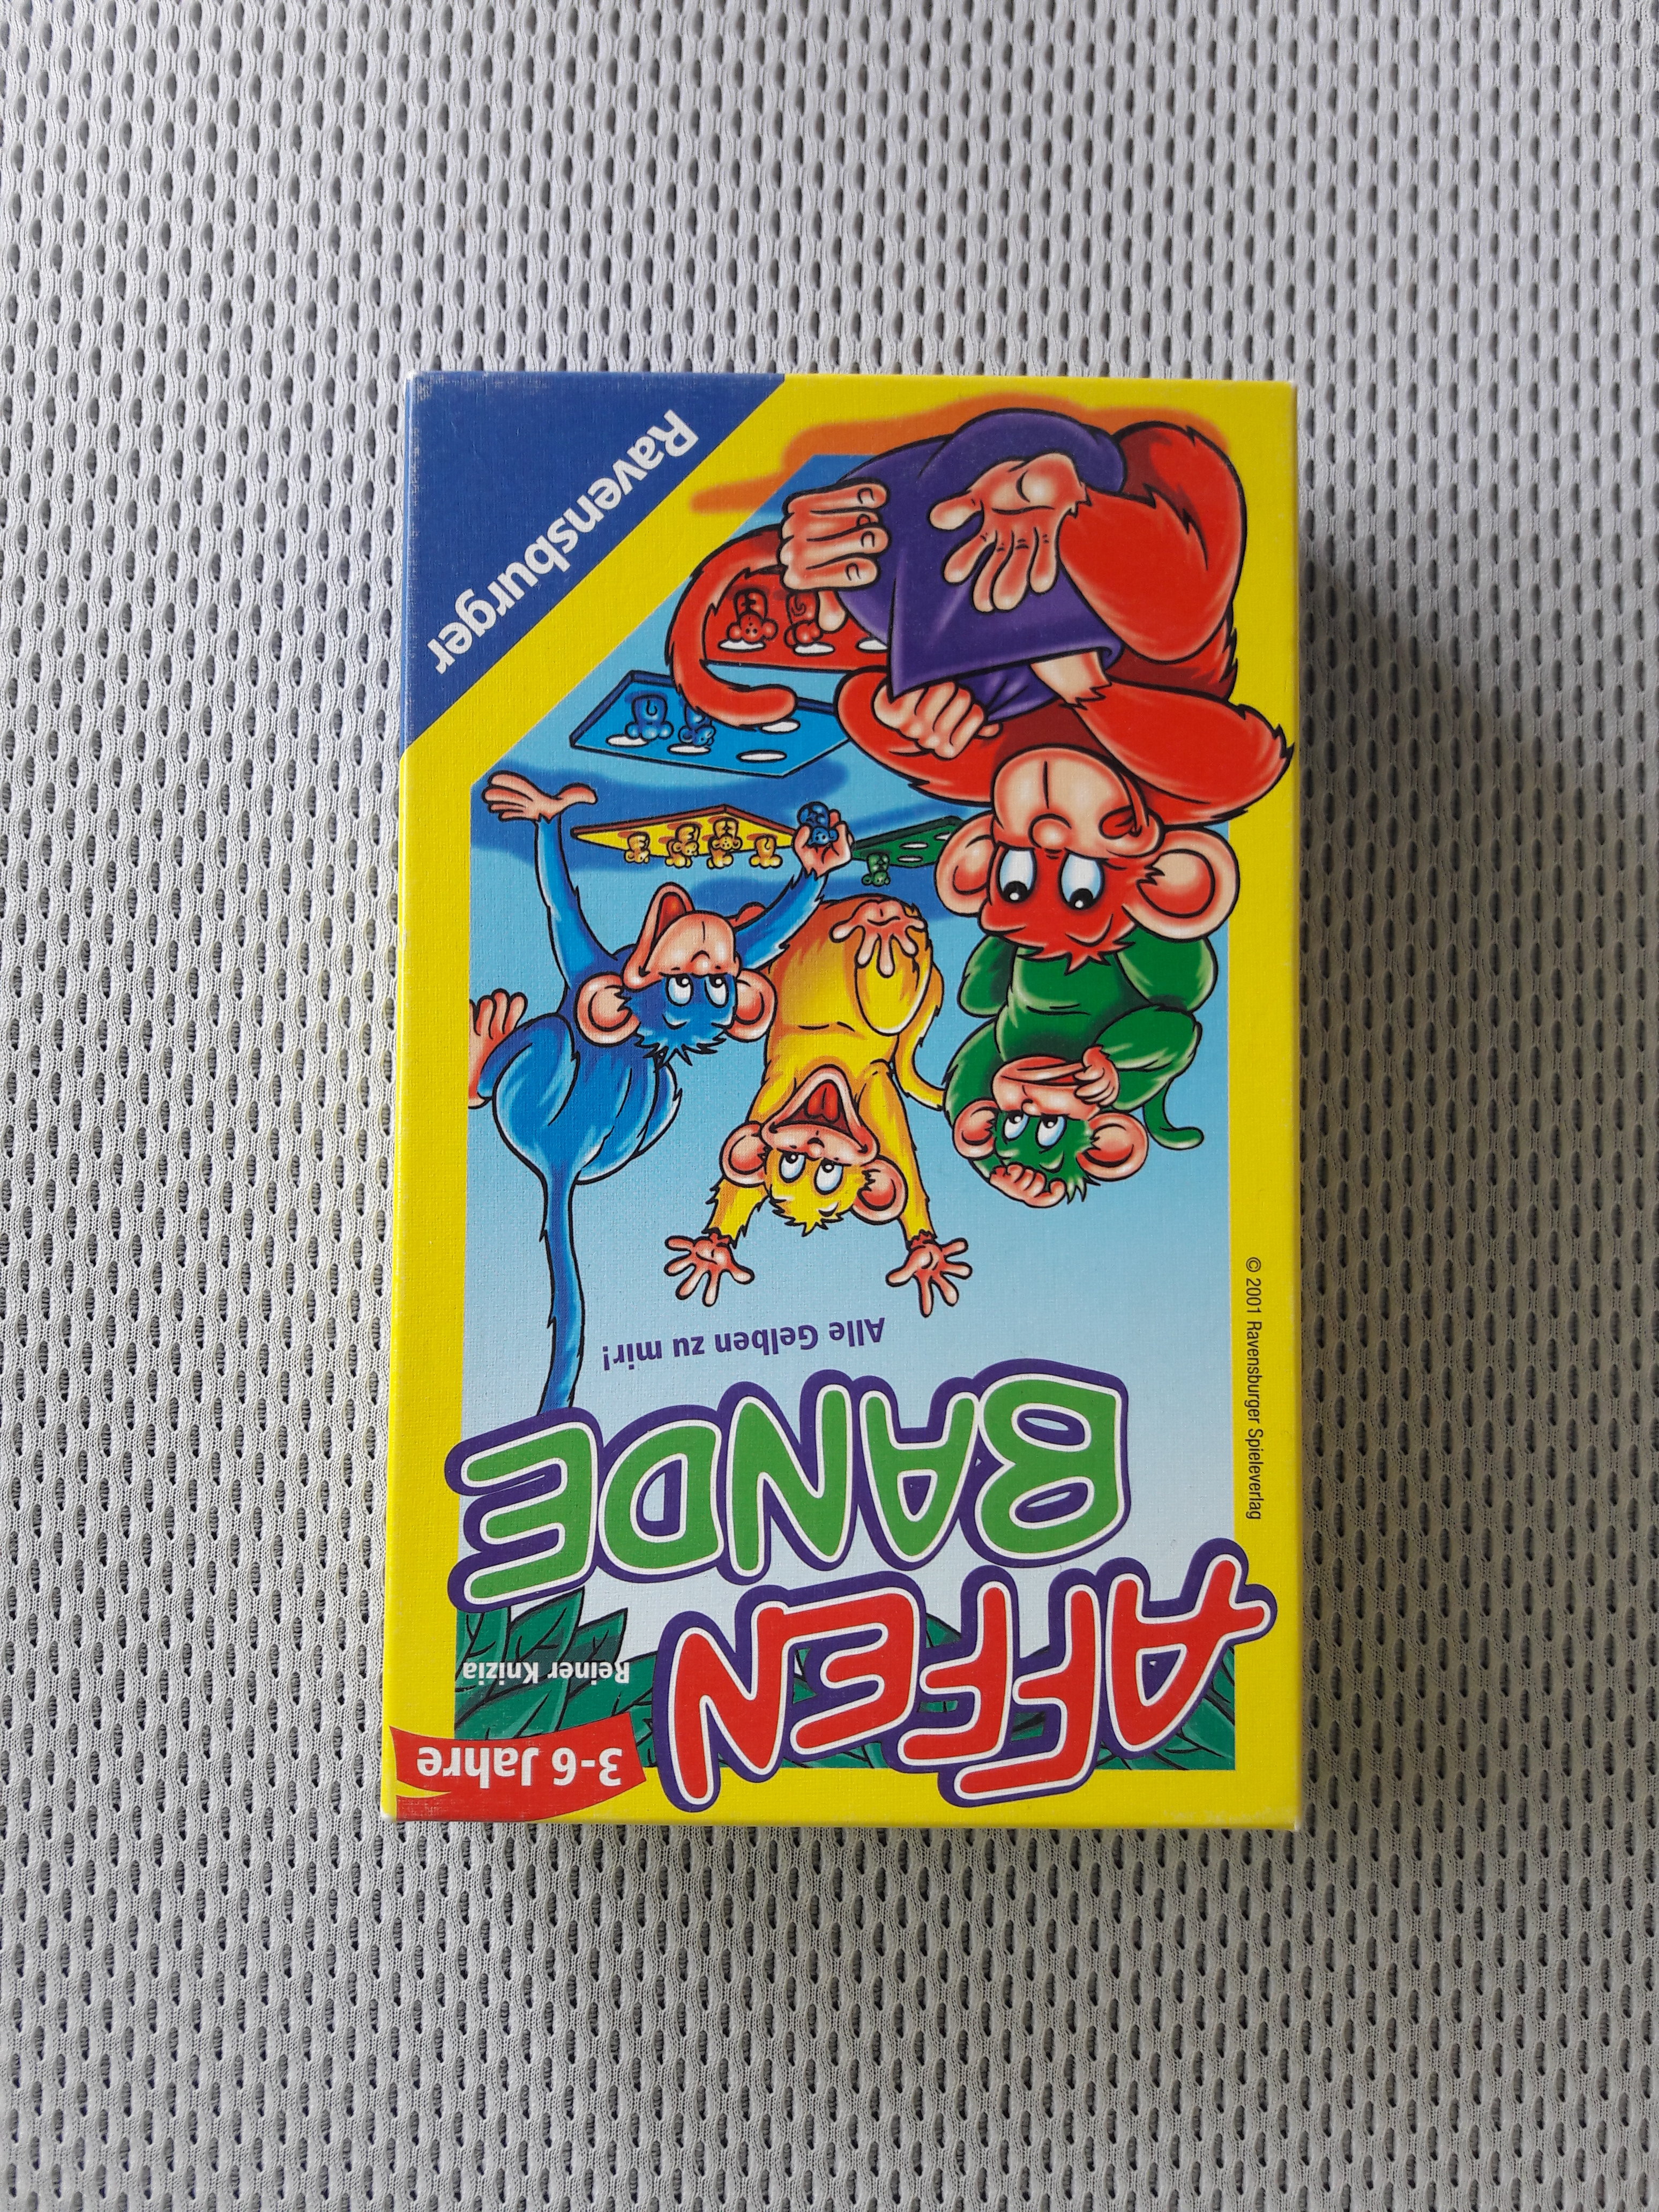 3-6 Jahre
Reiner Knizia
AFFEN
BANDE
Alle Gelben zu mir!
© 2001 Ravensburger Spieleverlag
Ravensburger